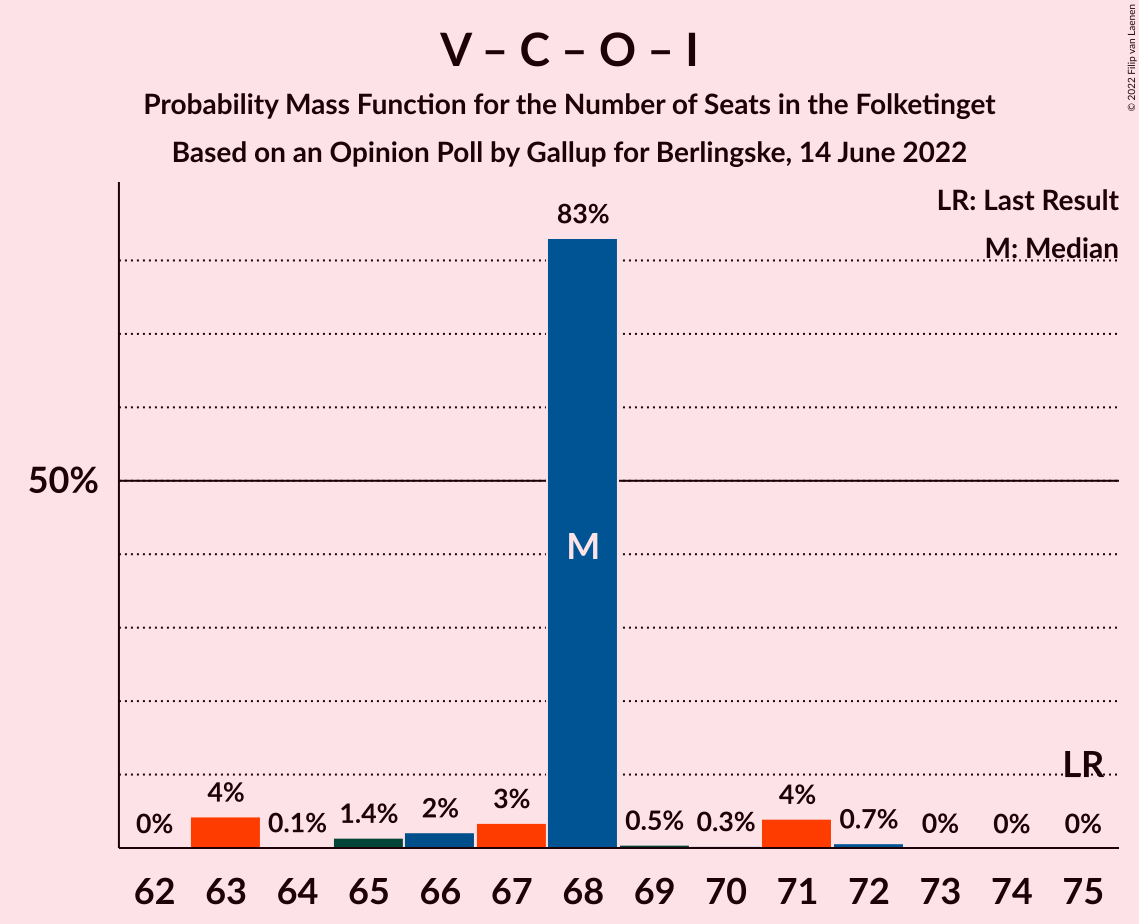 V – C – O – I
Probability Mass Function for the Number of Seats in the Folketinget
Based on an Opinion Poll by Gallup for Berlingske, 14 June 2022
© 2022 Filip van Laenen
LR: Last Result
M: Median
50%
0%
4%
0.1%
1.4%
2%
3%
83%
0.5%
0.3%
4%
0.7%
0%
0%
0%
M
LR
62 63 64 65 66 67 68 69 70 71 72 73 74 75